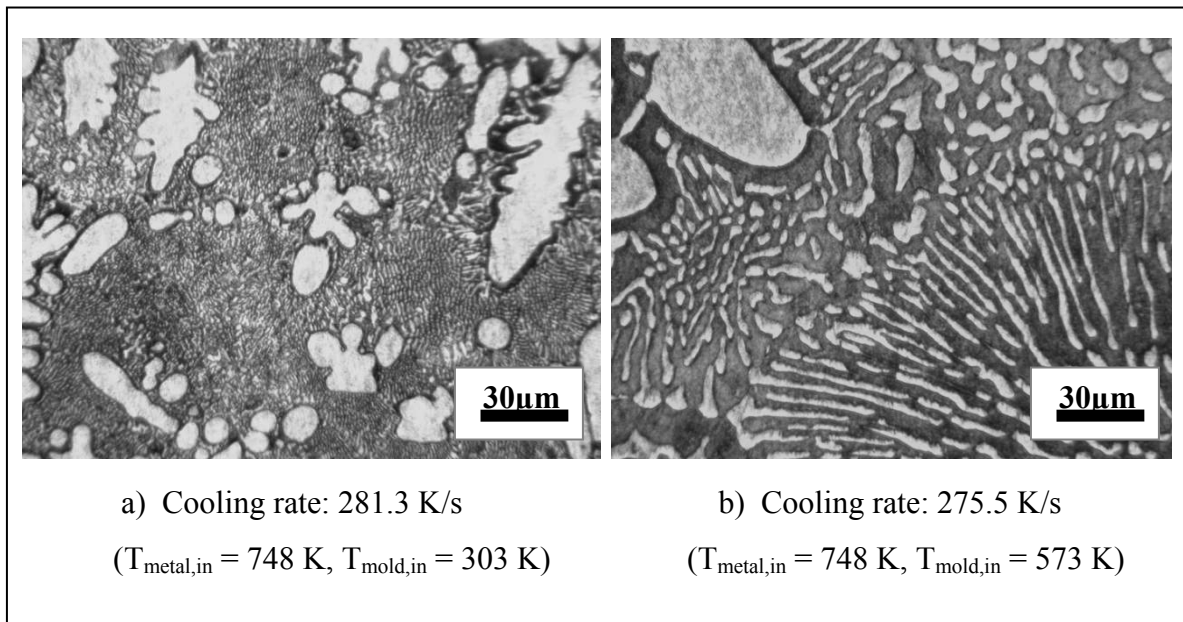 30µm
30µm
a) Cooling rate: 281.3 K/s
(Tmetal,in = 748 K, Tmold,in = 303 K)
b) Cooling rate: 275.5 K/s
(Tmetal,in = 748 K, Tmold,in = 573 K)